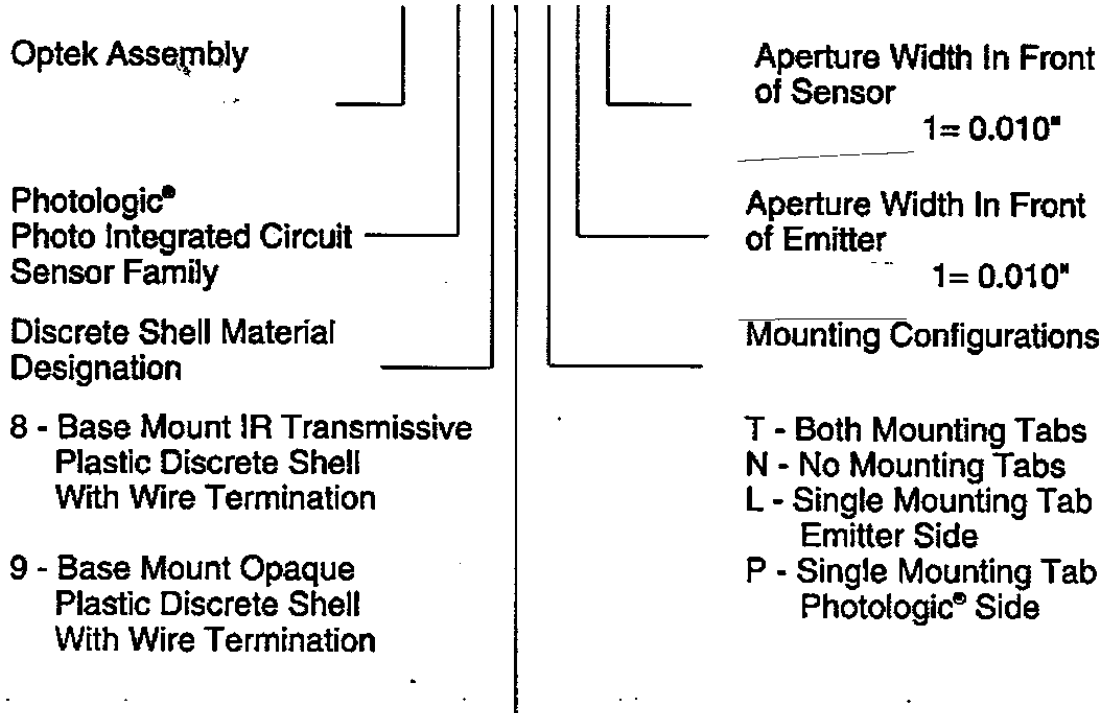 Optek Assembly
Photologic®
Photo Integrated Circuit
Sensor Family
Discrete Shell Material
Designation
8 - Base Mount IR Transmissive
Plastic Discrete Shell
With Wire Termination
9 - Base Mount Opaque
Plastic Discrete Shell
With Wire Termination
Aperture Width In Front
of Sensor
1= 0.010"
Aperture Width In Front
of Emitter
1= 0.010"
Mounting Configurations
T - Both Mounting Tabs
N - No Mounting Tabs
L - Single Mounting Tab
Emitter Side
P - Single Mounting Tab
Photologic® Side